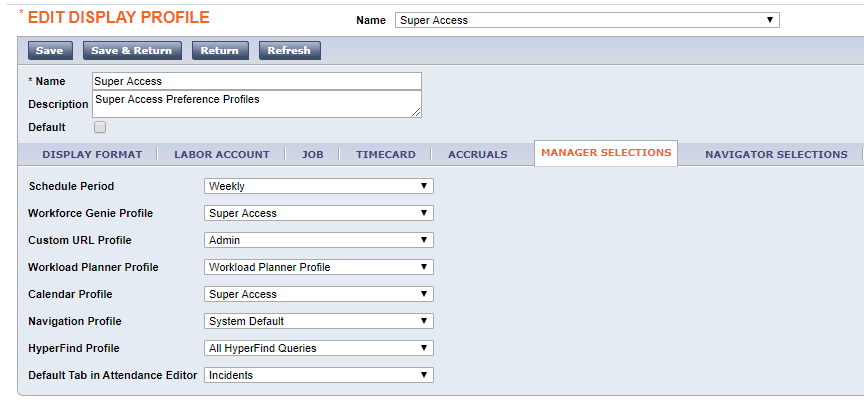 * EDIT DISPLAY PROFILE Name Super Access
Save Save & Return Return Refresh
* Name Super Access
Description Super Access Preference Profiles
Default
DISPLAY FORMAT LABOR ACCOUNT JOB TIMECARD ACCRUALS MANAGER SELECTIONS NAVIGATOR SELECTIONS
Schedule Period Weekly
Workforce Genie Profile Super Access
Custom URL Profile Admin
Workload Planner Profile Workload Planner Profile
Calendar Profile Super Access
Navigation Profile System Default
HyperFind Profile All HyperFind Queries
Default Tab in Attendance Editor Incidents